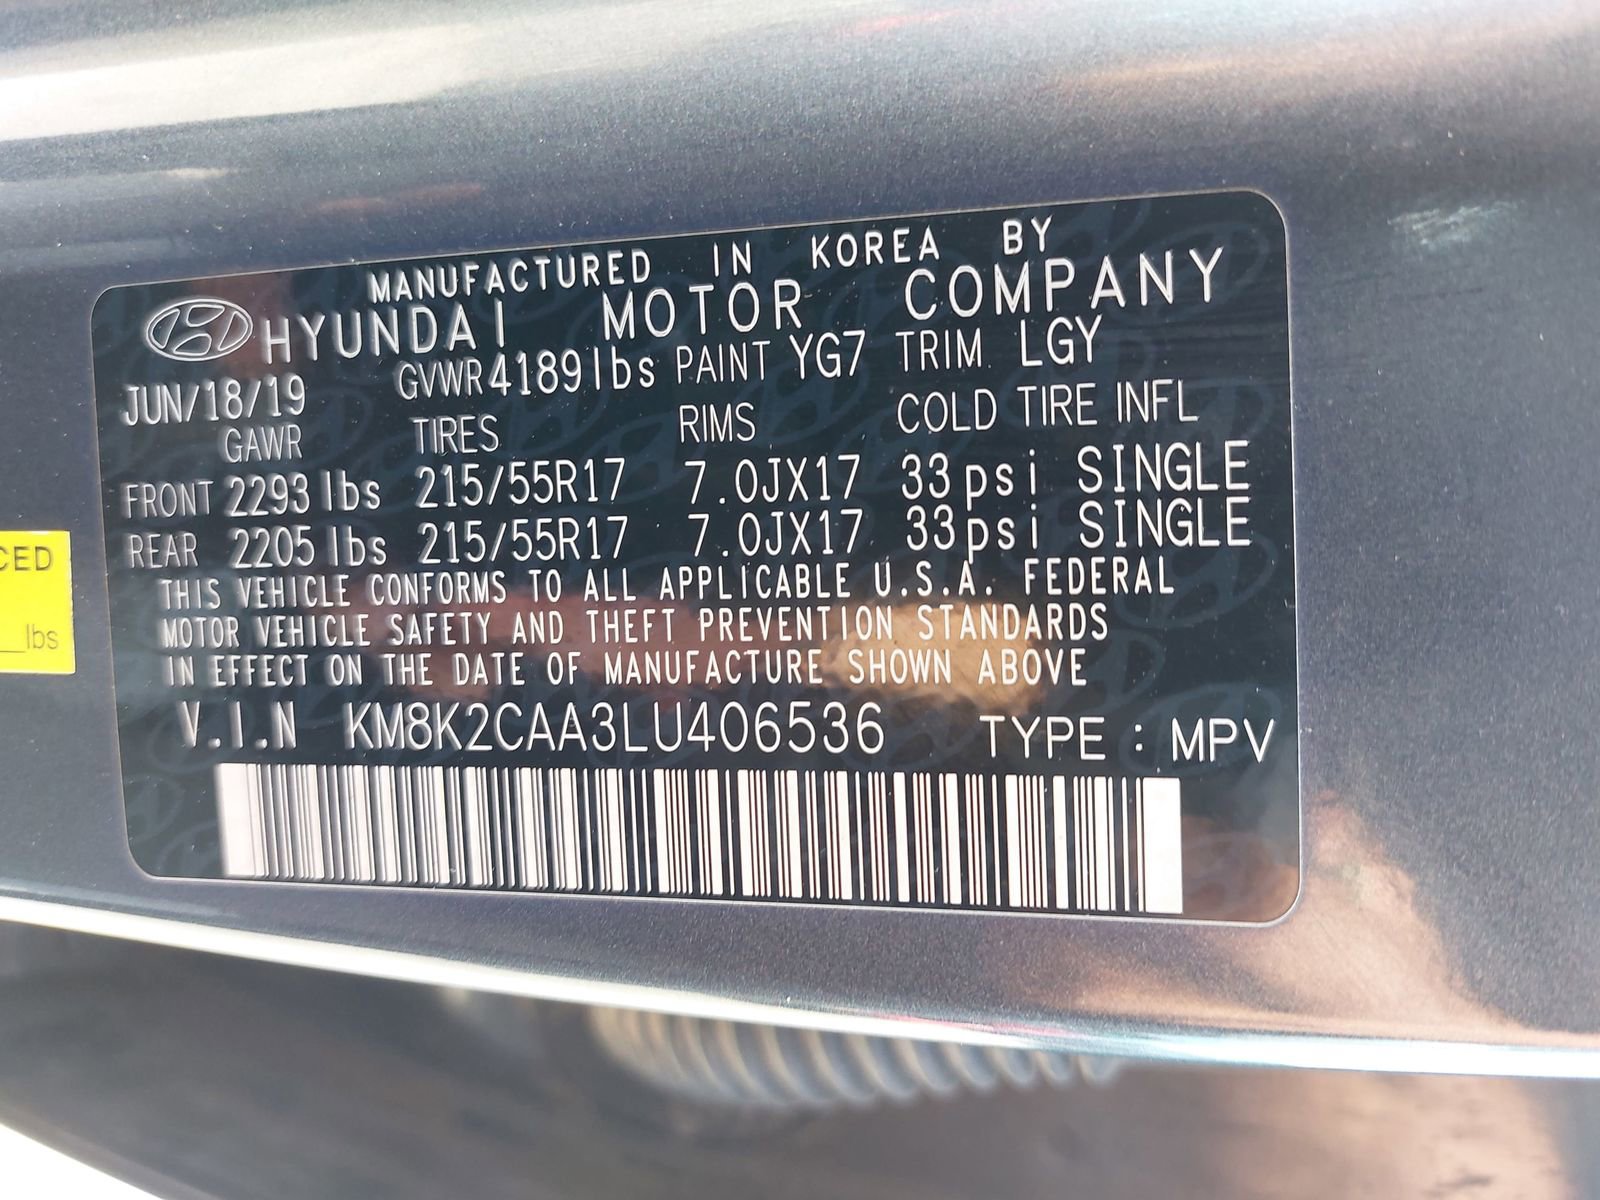 MANUFACTURED IN KOREA BY
HYUNDAI MOTOR COMPANY
JUN/18/19 GVWR 4189lbs PAINT YG7 TRIM LGY
GAWR TIRES RIMS COLD TIRE INFL
FRONT 2293 lbs 215/55R17 7.0JX17 33psi SINGLE
REAR 2205 lbs 215/55R17 7.0JX17 33psi SINGLE
THIS VEHICLE CONFORMS TO ALL APPLICABLE U.S.A. FEDERAL
MOTOR VEHICLE SAFETY AND THEFT PREVENTION STANDARDS
IN EFFECT ON THE DATE OF MANUFACTURE SHOWN ABOVE
V.I.N KM8K2CAA3LU406536 TYPE : MPV
lbs